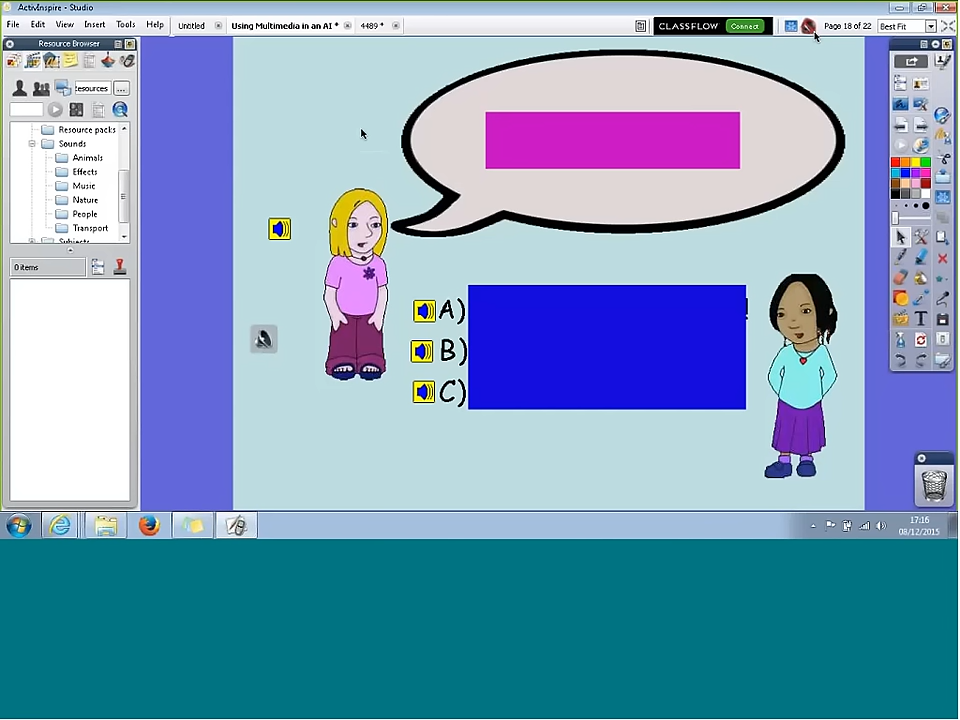 ActivInspire - Studio
File Edit View Insert Tools Help Untitled Using Multimedia in an AI * 4489 * CLASSFLOW Connect Page 18 of 22 Best Fit
Resource Browser
esources ...
Resource packs
Sounds
Animals
Effects
Music
Nature
People
Transport
Subjects
0 items
A) !
B)
C)
17:16
08/12/2015